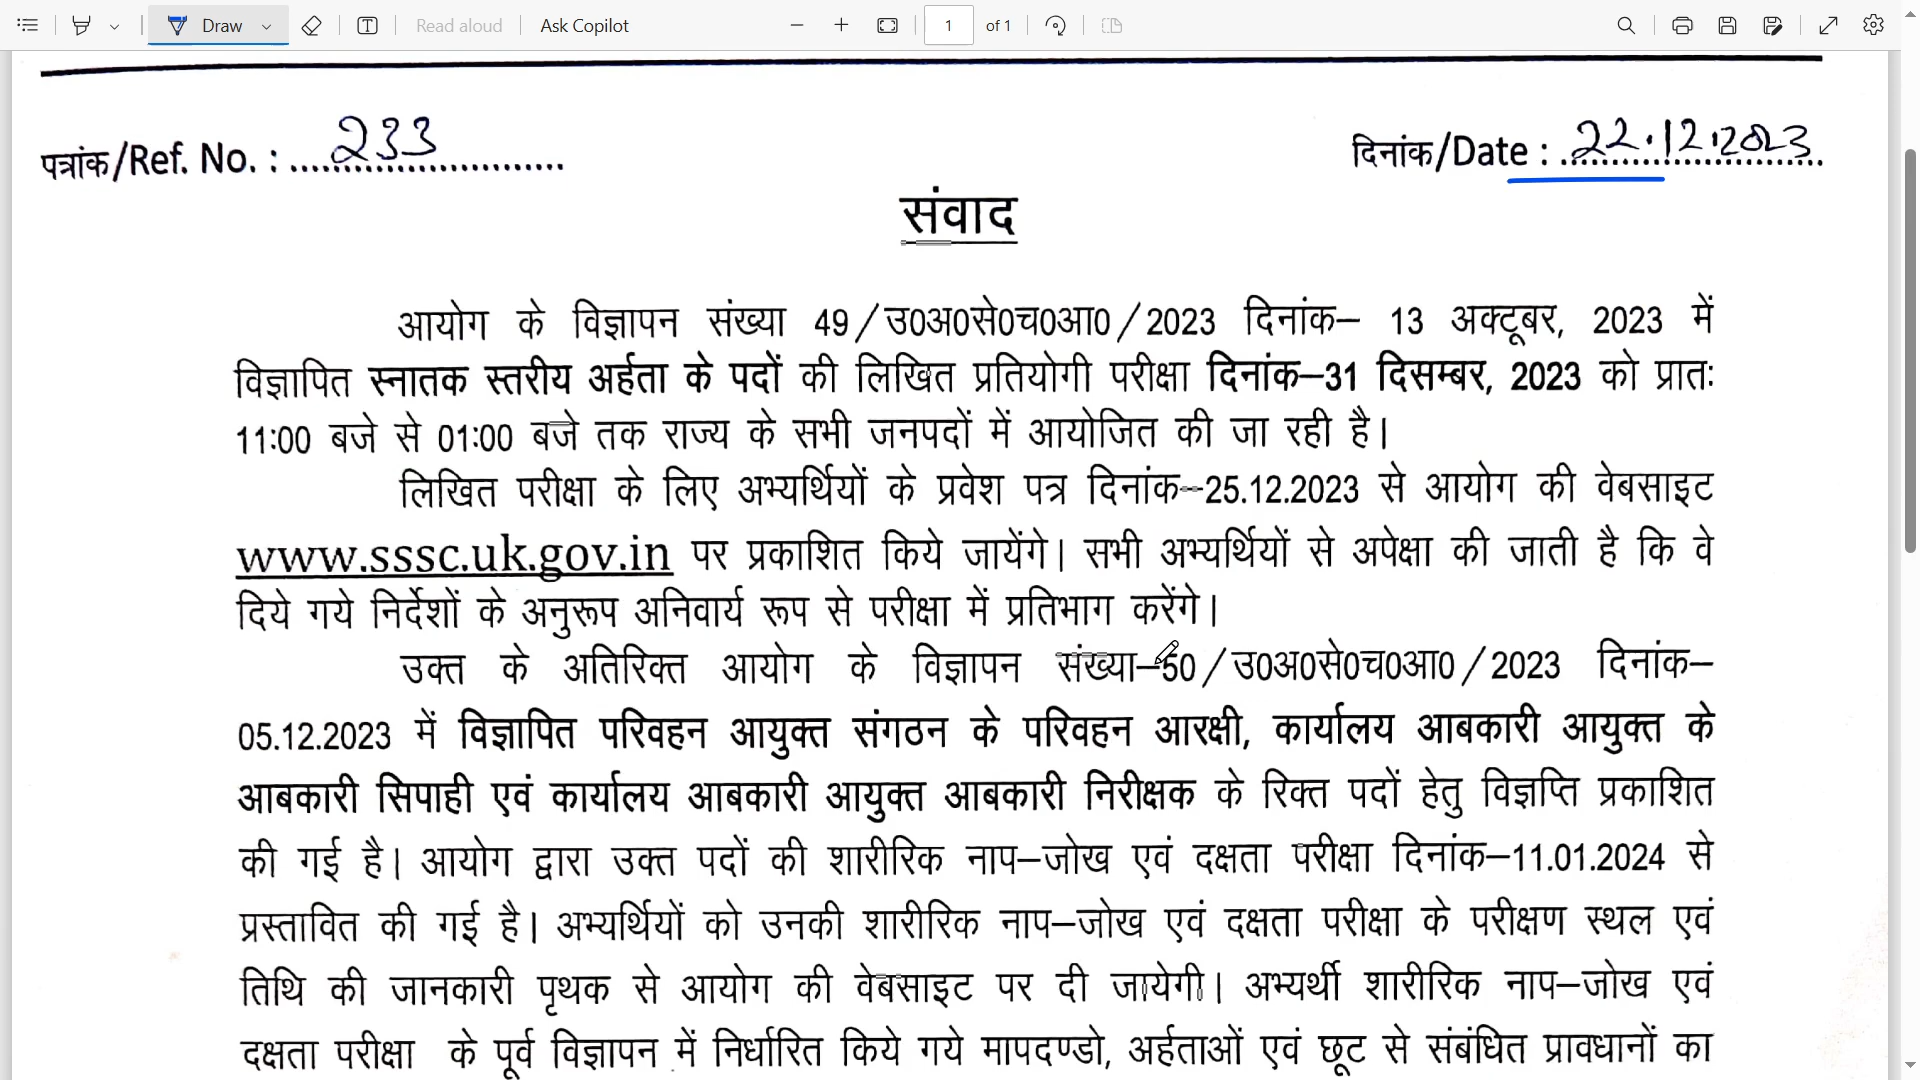 Draw
Read aloud
Ask Copilot
1 of 1
पत्रांक/Ref. No. : 233
दिनांक/Date : 22.12.2023
संवाद
आयोग के विज्ञापन संख्या 49/उ0अ0से0च0आ0/2023 दिनांक– 13 अक्टूबर, 2023 में
विज्ञापित स्नातक स्तरीय अर्हता के पदों की लिखित प्रतियोगी परीक्षा दिनांक–31 दिसम्बर, 2023 को प्रातः
11:00 बजे से 01:00 बजे तक राज्य के सभी जनपदों में आयोजित की जा रही है।
लिखित परीक्षा के लिए अभ्यर्थियों के प्रवेश पत्र दिनांक–25.12.2023 से आयोग की वेबसाइट
www.sssc.uk.gov.in पर प्रकाशित किये जायेंगे। सभी अभ्यर्थियों से अपेक्षा की जाती है कि वे
दिये गये निर्देशों के अनुरूप अनिवार्य रूप से परीक्षा में प्रतिभाग करेंगे।
उक्त के अतिरिक्त आयोग के विज्ञापन संख्या–50/उ0अ0से0च0आ0/2023 दिनांक–
05.12.2023 में विज्ञापित परिवहन आयुक्त संगठन के परिवहन आरक्षी, कार्यालय आबकारी आयुक्त के
आबकारी सिपाही एवं कार्यालय आबकारी आयुक्त आबकारी निरीक्षक के रिक्त पदों हेतु विज्ञप्ति प्रकाशित
की गई है। आयोग द्वारा उक्त पदों की शारीरिक नाप–जोख एवं दक्षता परीक्षा दिनांक–11.01.2024 से
प्रस्तावित की गई है। अभ्यर्थियों को उनकी शारीरिक नाप–जोख एवं दक्षता परीक्षा के परीक्षण स्थल एवं
तिथि की जानकारी पृथक से आयोग की वेबसाइट पर दी जायेगी। अभ्यर्थी शारीरिक नाप–जोख एवं
दक्षता परीक्षा के पूर्व विज्ञापन में निर्धारित किये गये मापदण्डो, अर्हताओं एवं छूट से संबंधित प्रावधानों का